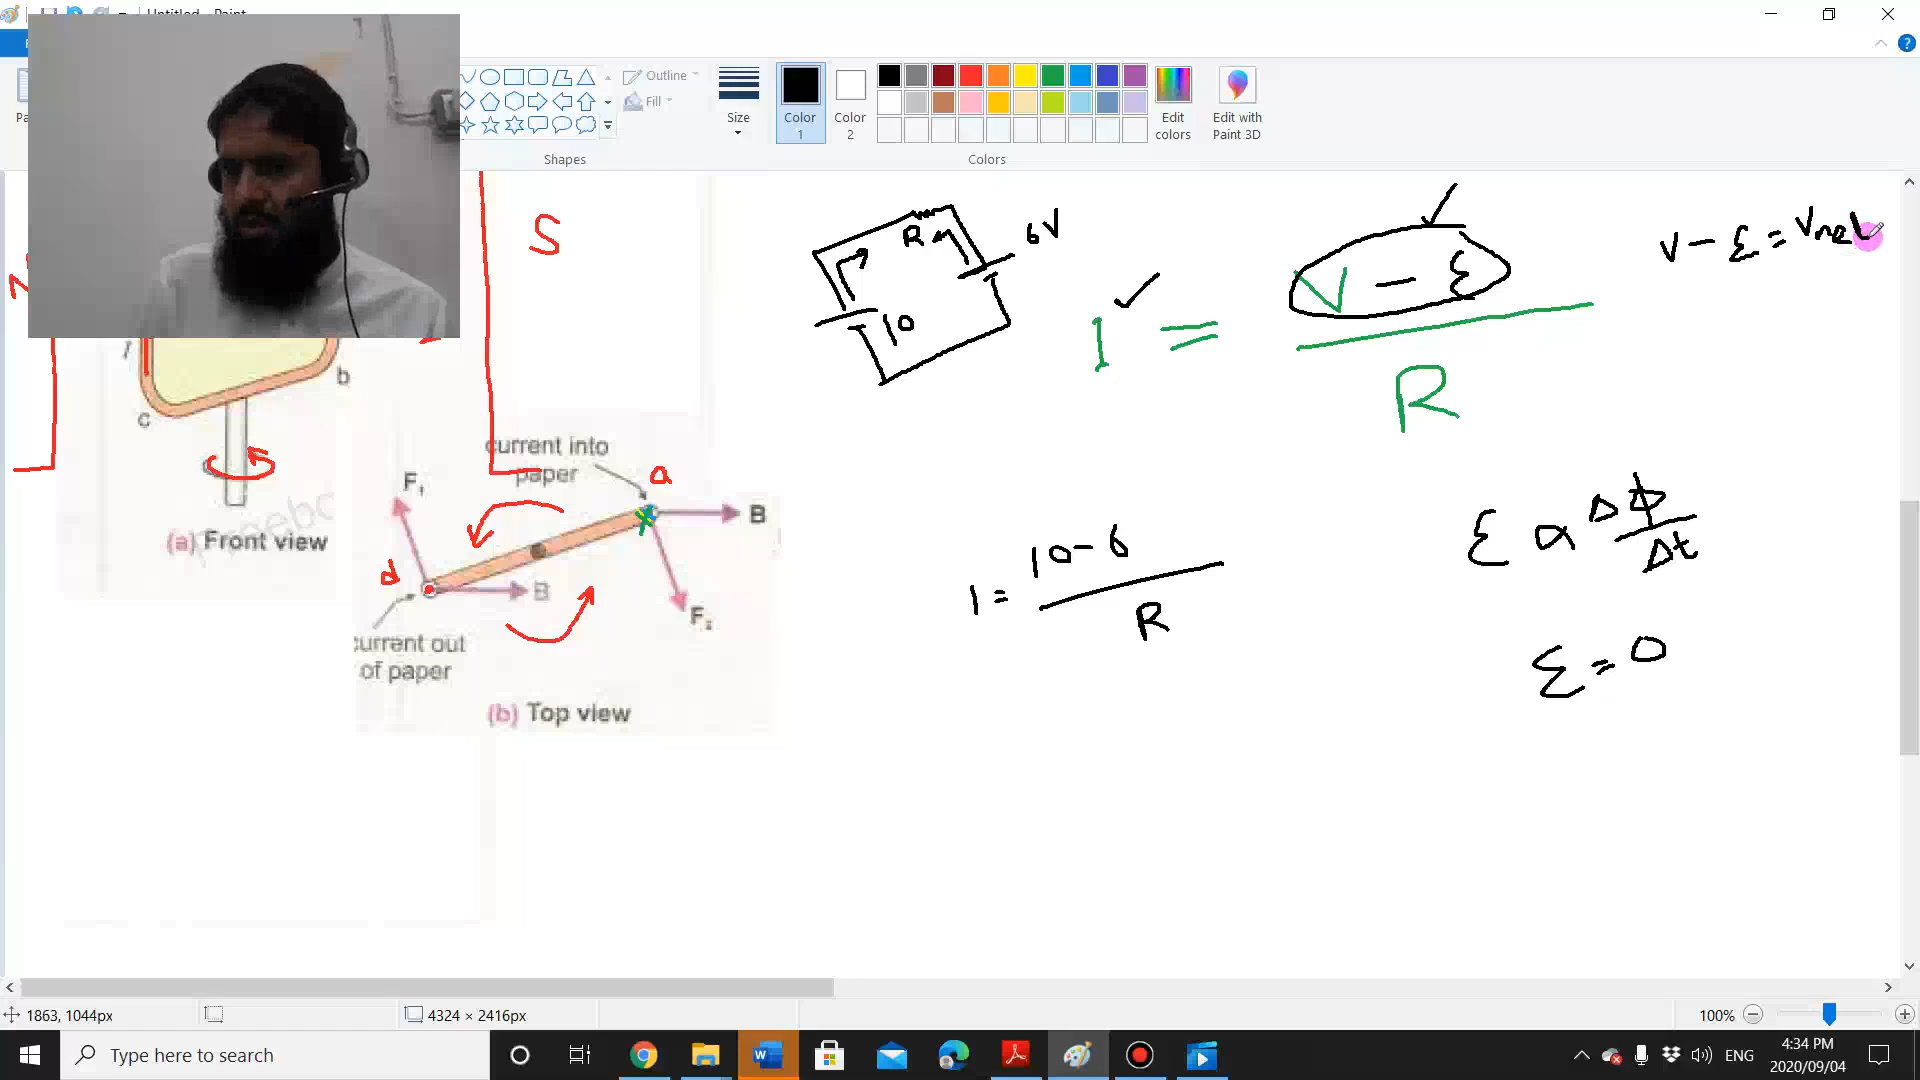 Untitled - Paint
Outline
Fill
Shapes
Size
Color
1
Color
2
Edit
colors
Edit with
Paint 3D
Colors
S
b
c
(a) Front view
current into
paper
a
F₁
B
d
B
F₂
current out
of paper
(b) Top view
R
6V
10
I = V - Ɛ
R
V - Ɛ = Vnet
I = 10-6
R
Ɛ α Δφ
Δt
Ɛ = 0
1863, 1044px
4324 × 2416px
100%
Type here to search
ENG
4:34 PM
2020/09/04